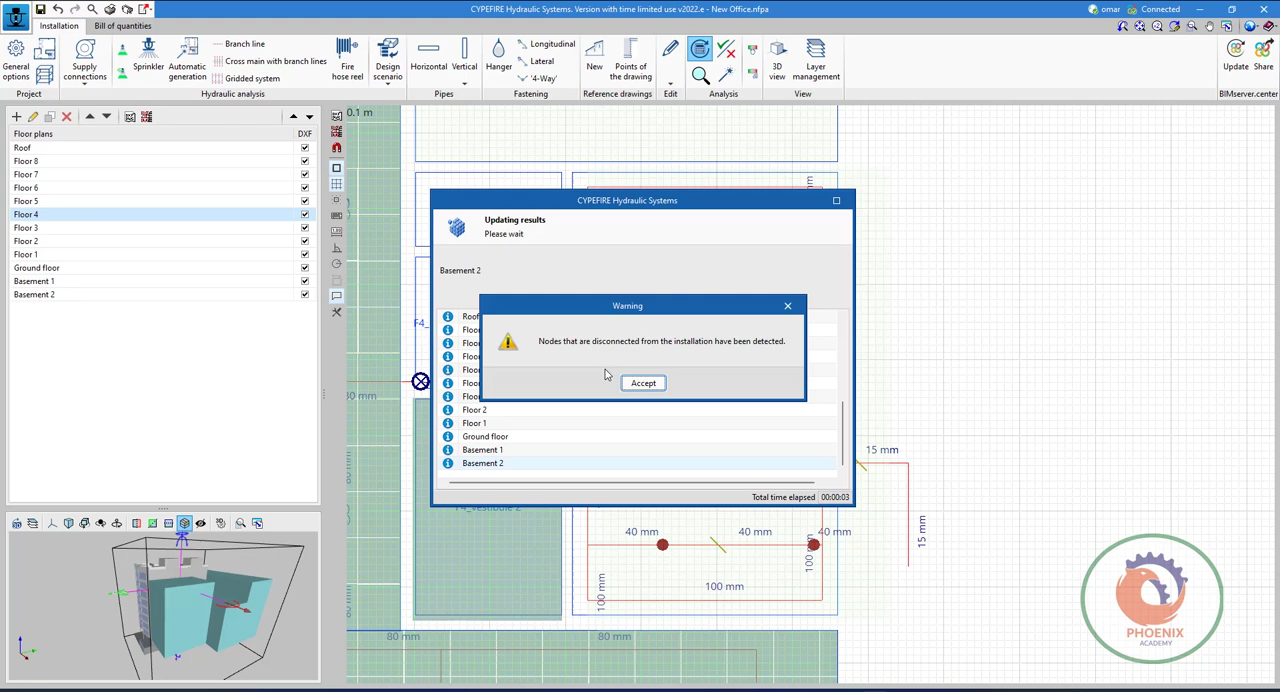 CYPEFIRE Hydraulic Systems. Version with time limited use v2022.e - New Office.nfpa
omar
Connected
Installation
Bill of quantities
General options
Supply connections
Sprinkler
Automatic generation
Branch line
Cross main with branch lines
Gridded system
Fire hose reel
Design scenario
Horizontal
Vertical
Hanger
Longitudinal
Lateral
'4-Way'
New
Points of the drawing
Edit
3D view
Layer management
Update
Share
Project
Hydraulic analysis
Pipes
Fastening
Reference drawings
Edit
Analysis
View
BIMserver.center
Floor plans
DXF
Roof
Floor 8
Floor 7
Floor 6
Floor 5
Floor 4
Floor 3
Floor 2
Floor 1
Ground floor
Basement 1
Basement 2
0.1 m
mm
CYPEFIRE Hydraulic Systems
Updating results
Please wait
Basement 2
Warning
Nodes that are disconnected from the installation have been detected.
Accept
Floor 2
Floor 1
Ground floor
Basement 1
Basement 2
Total time elapsed
00:00:03
15 mm
15 mm
40 mm
40 mm
40 mm
100 mm
100 mm
100 mm
80 mm
80 mm
PHOENIX
ACADEMY